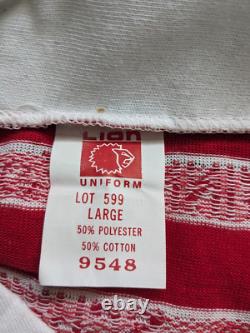 Lion
UNIFORM
LOT 599
LARGE
50% POLYESTER
50% COTTON
9548